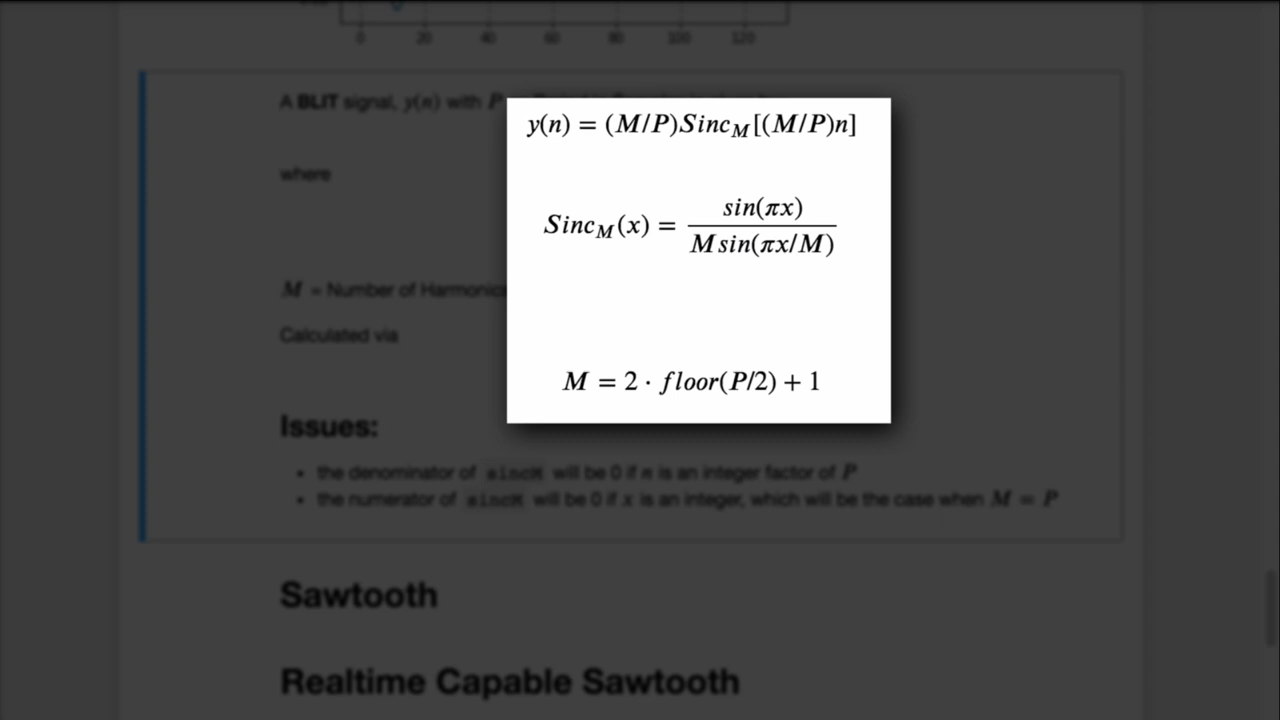 0 20 40 60 80 100 120
A BLIT signal, y(n) with P
y(n) = (M/P)Sinc_M[(M/P)n]
where
Sinc_M(x) = sin(πx) / Msin(πx/M)
M = Number of Harmonics
Calculated via
M = 2 · floor(P/2) + 1
Issues:
• the denominator of sincM will be 0 if n is an integer factor of P
• the numerator of sincM will be 0 if x is an integer, which will be the case when M = P
Sawtooth
Realtime Capable Sawtooth